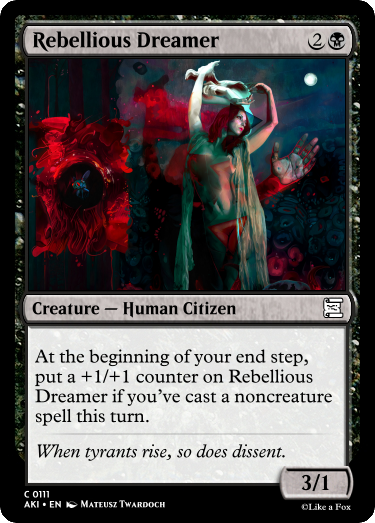 Rebellious Dreamer 2
Creature — Human Citizen
At the beginning of your end step,
put a +1/+1 counter on Rebellious
Dreamer if you've cast a noncreature
spell this turn.
When tyrants rise, so does dissent.
3/1
C 0111
AKI • EN Mateusz Twardoch
©Like a Fox